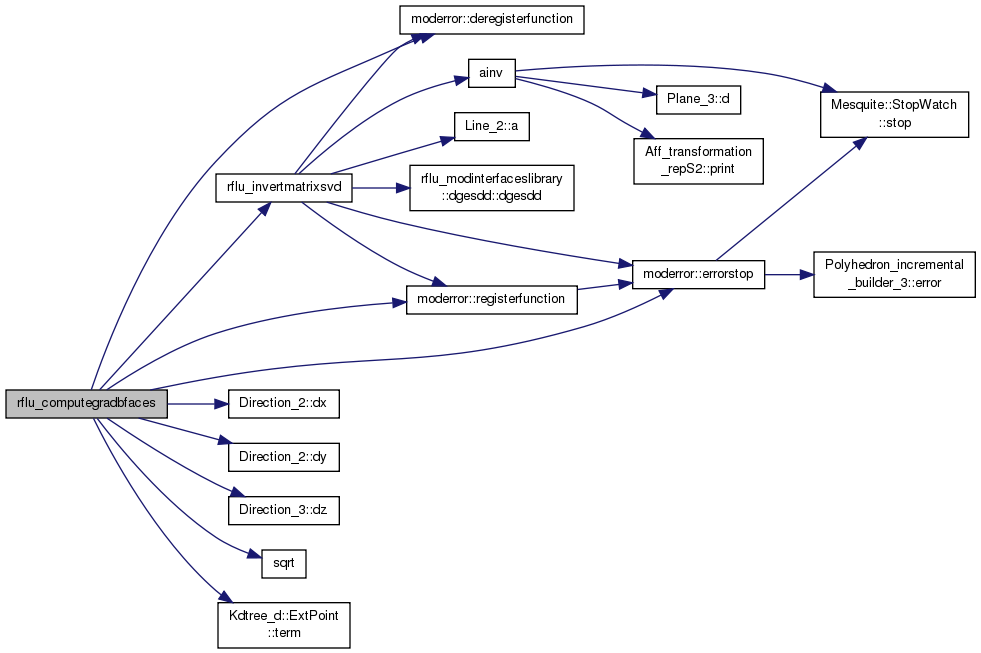 moderror::deregisterfunction
ainv
Plane_3::d
Mesquite::StopWatch
::stop
Line_2::a
Aff_transformation
_repS2::print
rflu_invertmatrixsvd
rflu_modinterfaceslibrary
::dgesdd::dgesdd
moderror::errorstop
Polyhedron_incremental
_builder_3::error
moderror::registerfunction
rflu_computegradbfaces
Direction_2::dx
Direction_2::dy
Direction_3::dz
sqrt
Kdtree_d::ExtPoint
::term